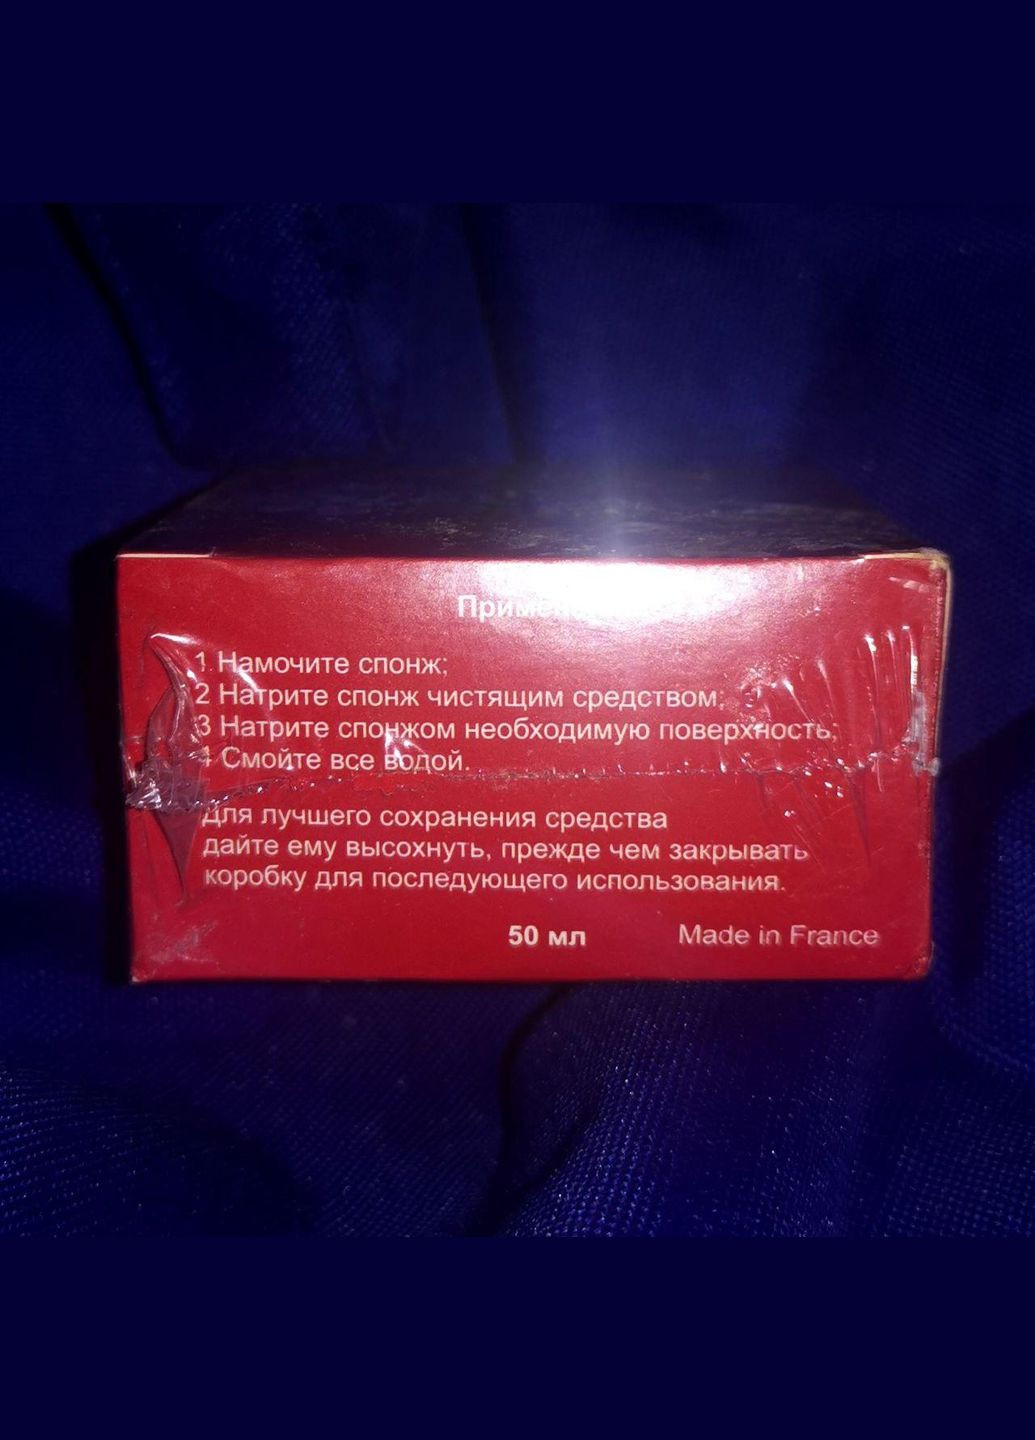 1 Намочите спонж;
2 Натрите спонж чистящим средством;
3 Натрите спонжом необходимую поверхность;
4 Смойте все водой.
для лучшего сохранения средства
дайте ему высохнуть, прежде чем закрывать
коробку для последующего использования.
50 мл Made in France